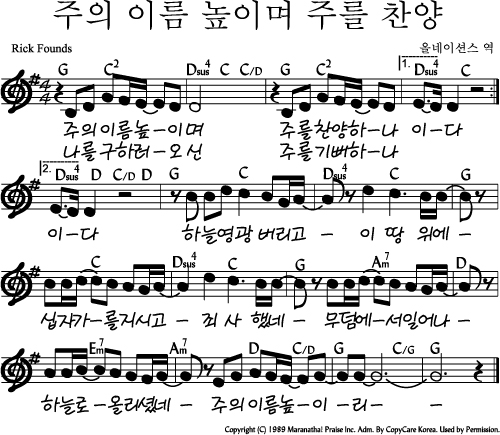 주의 이름 높이며 주를 찬양
Rick Founds
올네이션스 역
G C2 Dsus4 C C/D G C2 1. Dsus4 C
주의이름높-이며 주를찬양하-나 이-다
나를구하러-오신 주를기뻐하-나
2. Dsus4 D C/D D G C Dsus4 C
이-다 하늘영광 버리고 - 이 땅 위에 -
G C Dsus4 C G Am7 D
십자가-를지시고 - 죄 사 했네 - 무덤에-서일어나 -
Em7 Am7 G D C/D G C/G G
하늘로-올리셨네 - 주의이름높-이-리- -
Copyright (C) 1989 Maranatha! Praise Inc. Adm. By CopyCare Korea. Used by Permission.